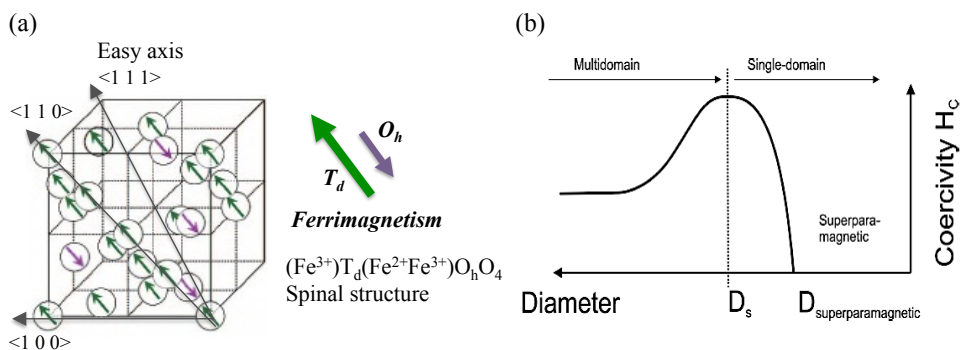 (a)
Easy axis
<1 1 1>
<1 1 0>
<1 0 0>
O_h
T_d
Ferrimagnetism
(Fe³⁺)T_d(Fe²⁺Fe³⁺)O_hO₄
Spinal structure
(b)
Multidomain
Single-domain
Coercivity H_C
Superpara-
magnetic
Diameter
D_s
D_superparamagnetic